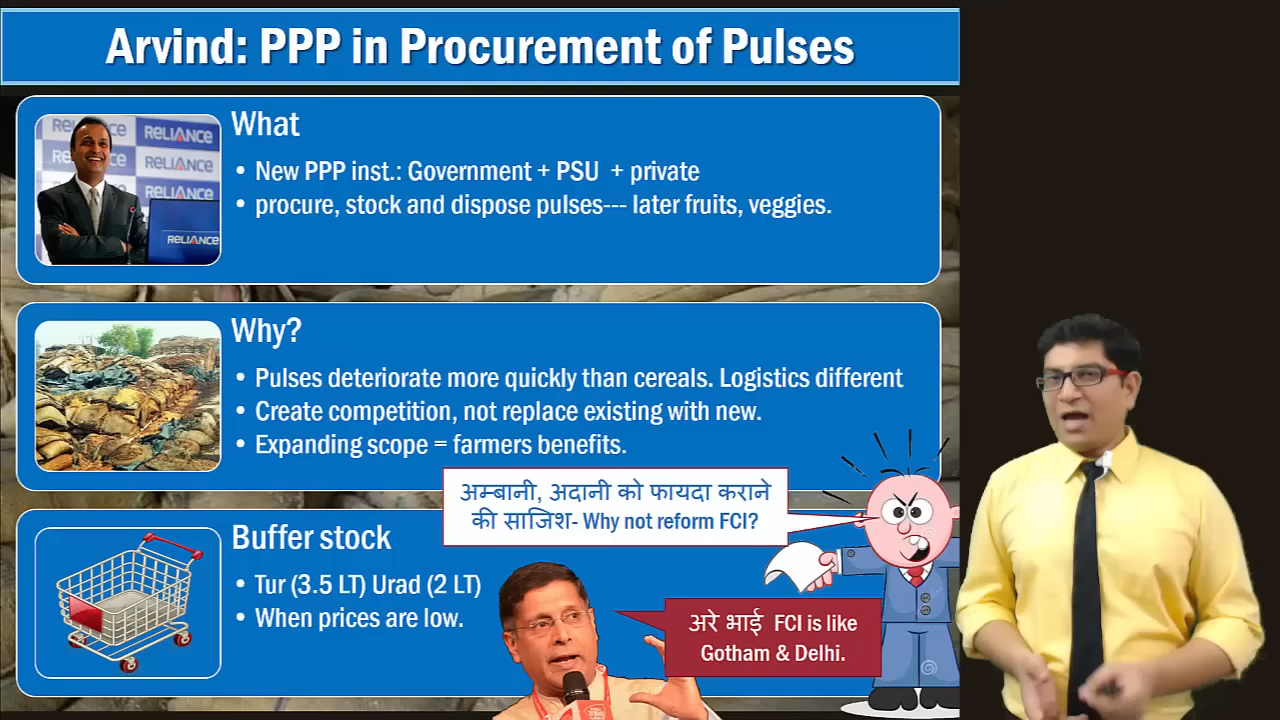 Arvind: PPP in Procurement of Pulses
RELIANCE
RELIANCE
RELIANCE
RELIANCE
What
• New PPP inst.: Government + PSU + private
• procure, stock and dispose pulses--- later fruits, veggies.
Why?
• Pulses deteriorate more quickly than cereals. Logistics different
• Create competition, not replace existing with new.
• Expanding scope = farmers benefits.
अम्बानी, अदानी को फायदा कराने
की साजिश- Why not reform FCI?
Buffer stock
• Tur (3.5 LT) Urad (2 LT)
• When prices are low.
अरे भाई FCI is like
Gotham & Delhi.